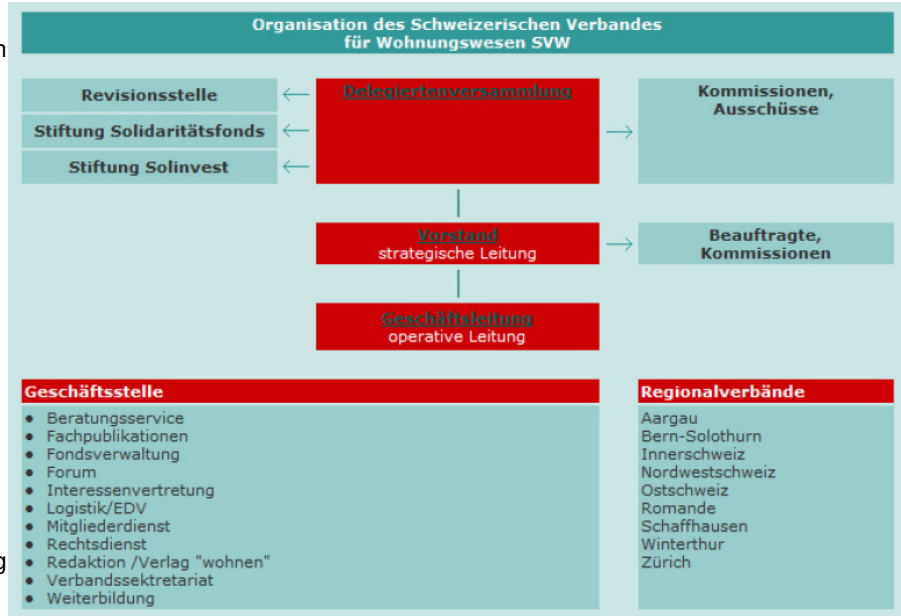 Organisation des Schweizerischen Verbandes
für Wohnungswesen SVW
n
Revisionsstelle
Stiftung Solidaritätsfonds
Stiftung Solinvest
Delegiertenversammlung
Kommissionen,
Ausschüsse
Vorstand
strategische Leitung
Beauftragte,
Kommissionen
Geschäftsleitung
operative Leitung
Geschäftsstelle
● Beratungsservice
● Fachpublikationen
● Fondsverwaltung
● Forum
● Interessenvertretung
● Logistik/EDV
● Mitgliederdienst
● Rechtsdienst
● Redaktion /Verlag "wohnen"
● Verbandssekretariat
● Weiterbildung
g
Regionalverbände
Aargau
Bern-Solothurn
Innerschweiz
Nordwestschweiz
Ostschweiz
Romande
Schaffhausen
Winterthur
Zürich